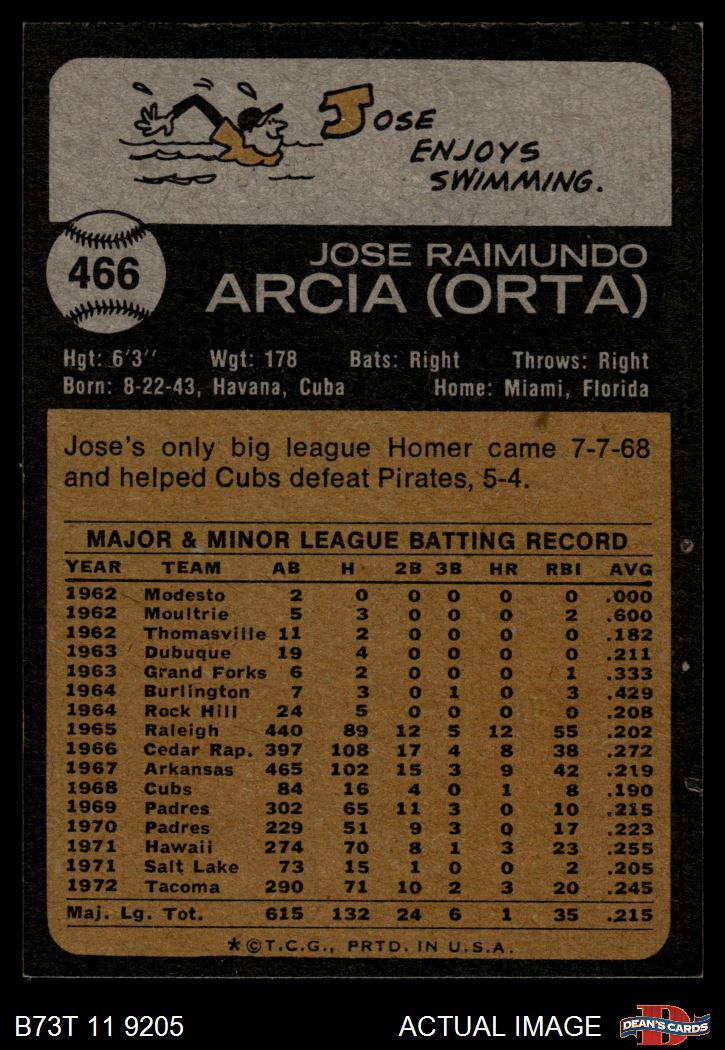 JOSE
ENJOYS
SWIMMING.
466
JOSE RAIMUNDO
ARCIA (ORTA)
Hgt: 6'3" Wgt: 178 Bats: Right Throws: Right
Born: 8-22-43, Havana, Cuba Home: Miami, Florida
Jose's only big league Homer came 7-7-68
and helped Cubs defeat Pirates, 5-4.
MAJOR & MINOR LEAGUE BATTING RECORD
YEAR TEAM AB H 2B 3B HR RBI AVG
1962 Modesto 2 0 0 0 0 0 .000
1962 Moultrie 5 3 0 0 0 2 .600
1962 Thomasville 11 2 0 0 0 0 .182
1963 Dubuque 19 4 0 0 0 0 .211
1963 Grand Forks 6 2 0 0 0 1 .333
1964 Burlington 7 3 0 1 0 3 .429
1964 Rock Hill 24 5 0 0 0 0 .208
1965 Raleigh 440 89 12 5 12 55 .202
1966 Cedar Rap. 397 108 17 4 8 38 .272
1967 Arkansas 465 102 15 3 9 42 .219
1968 Cubs 84 16 4 0 1 8 .190
1969 Padres 302 65 11 3 0 10 .215
1970 Padres 229 51 9 3 0 17 .223
1971 Hawaii 274 70 8 1 3 23 .255
1971 Salt Lake 73 15 1 0 0 2 .205
1972 Tacoma 290 71 10 2 3 20 .245
Maj. Lg. Tot. 615 132 24 6 1 35 .215
*©T.C.G., PRTD. IN U.S.A.
B73T 11 9205 ACTUAL IMAGE D DEAN'S CARDS